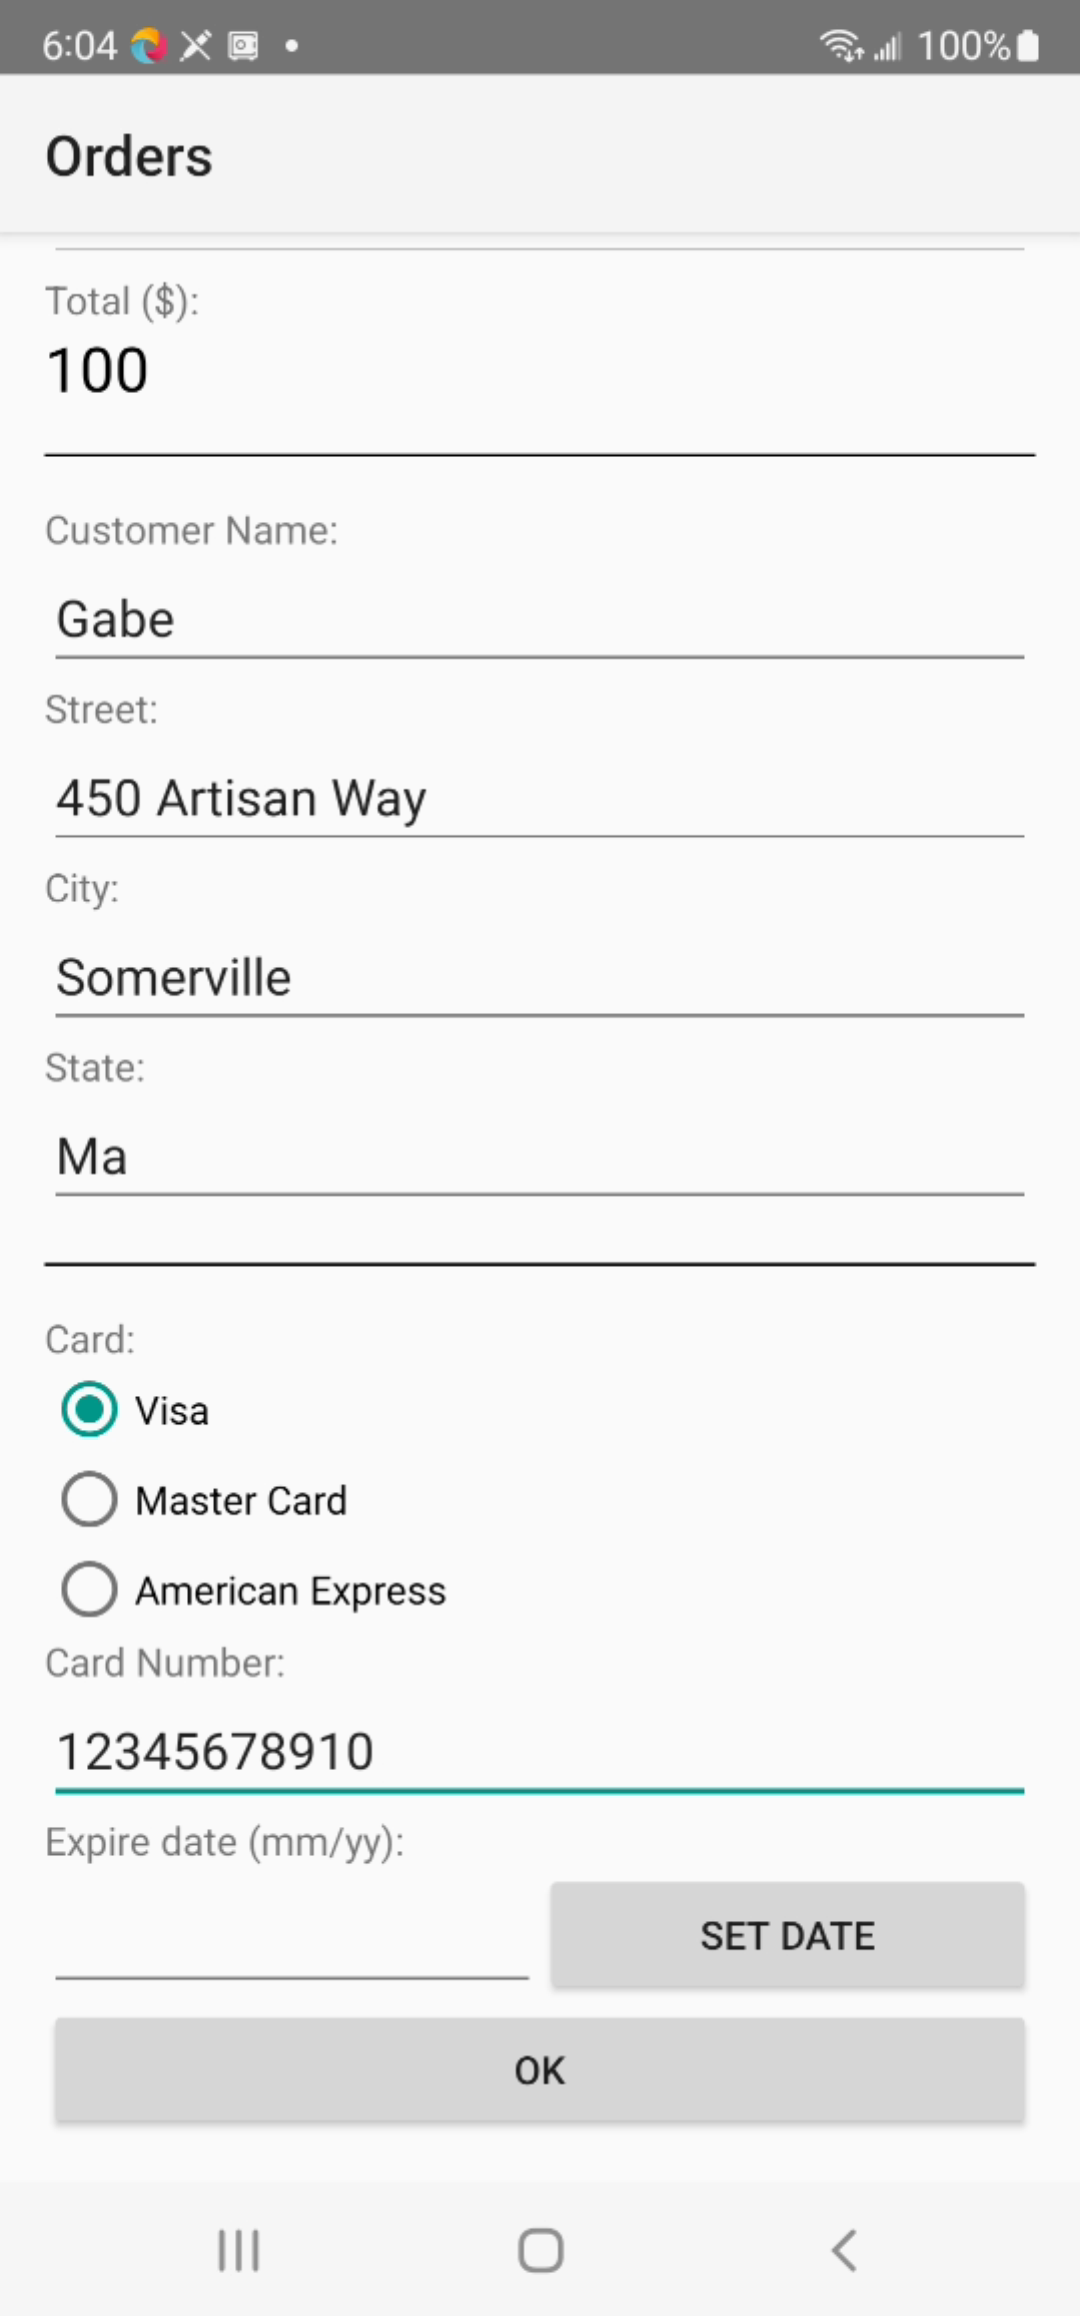 6:04 100%
Orders
Total ($):
100
Customer Name:
Gabe
Street:
450 Artisan Way
City:
Somerville
State:
Ma
Card:
Visa
Master Card
American Express
Card Number:
12345678910
Expire date (mm/yy):
SET DATE
OK